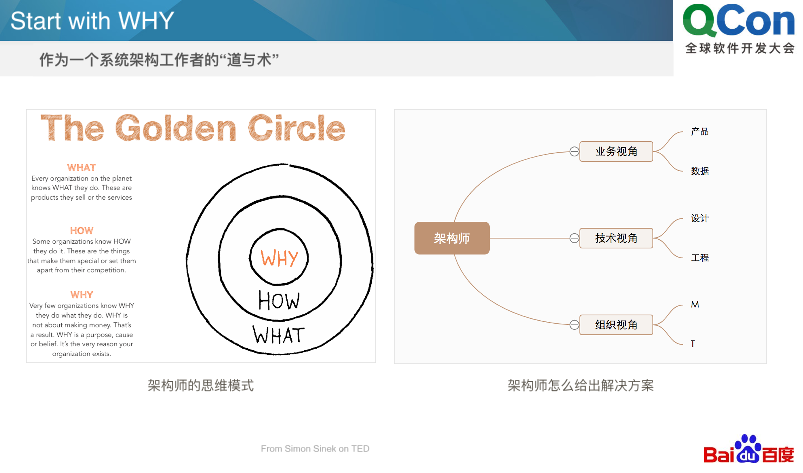 Start with WHY
QCon
全球软件开发大会
作为一个系统架构工作者的“道与术”
The Golden Circle
WHAT
Every organization on the planet
knows WHAT they do. These are
products they sell or the services
HOW
Some organizations know HOW
they do it. These are the things
that make them special or set them
apart from their competition.
WHY
Very few organizations know WHY
they do what they do. WHY is
not about making money. That's
a result. WHY is a purpose, cause
or belief. It's the very reason your
organization exists.
WHY
HOW
WHAT
架构师
业务视角
产品
数据
技术视角
设计
工程
组织视角
M
T
架构师的思维模式
架构师怎么给出解决方案
From Simon Sinek on TED
Bai du 百度